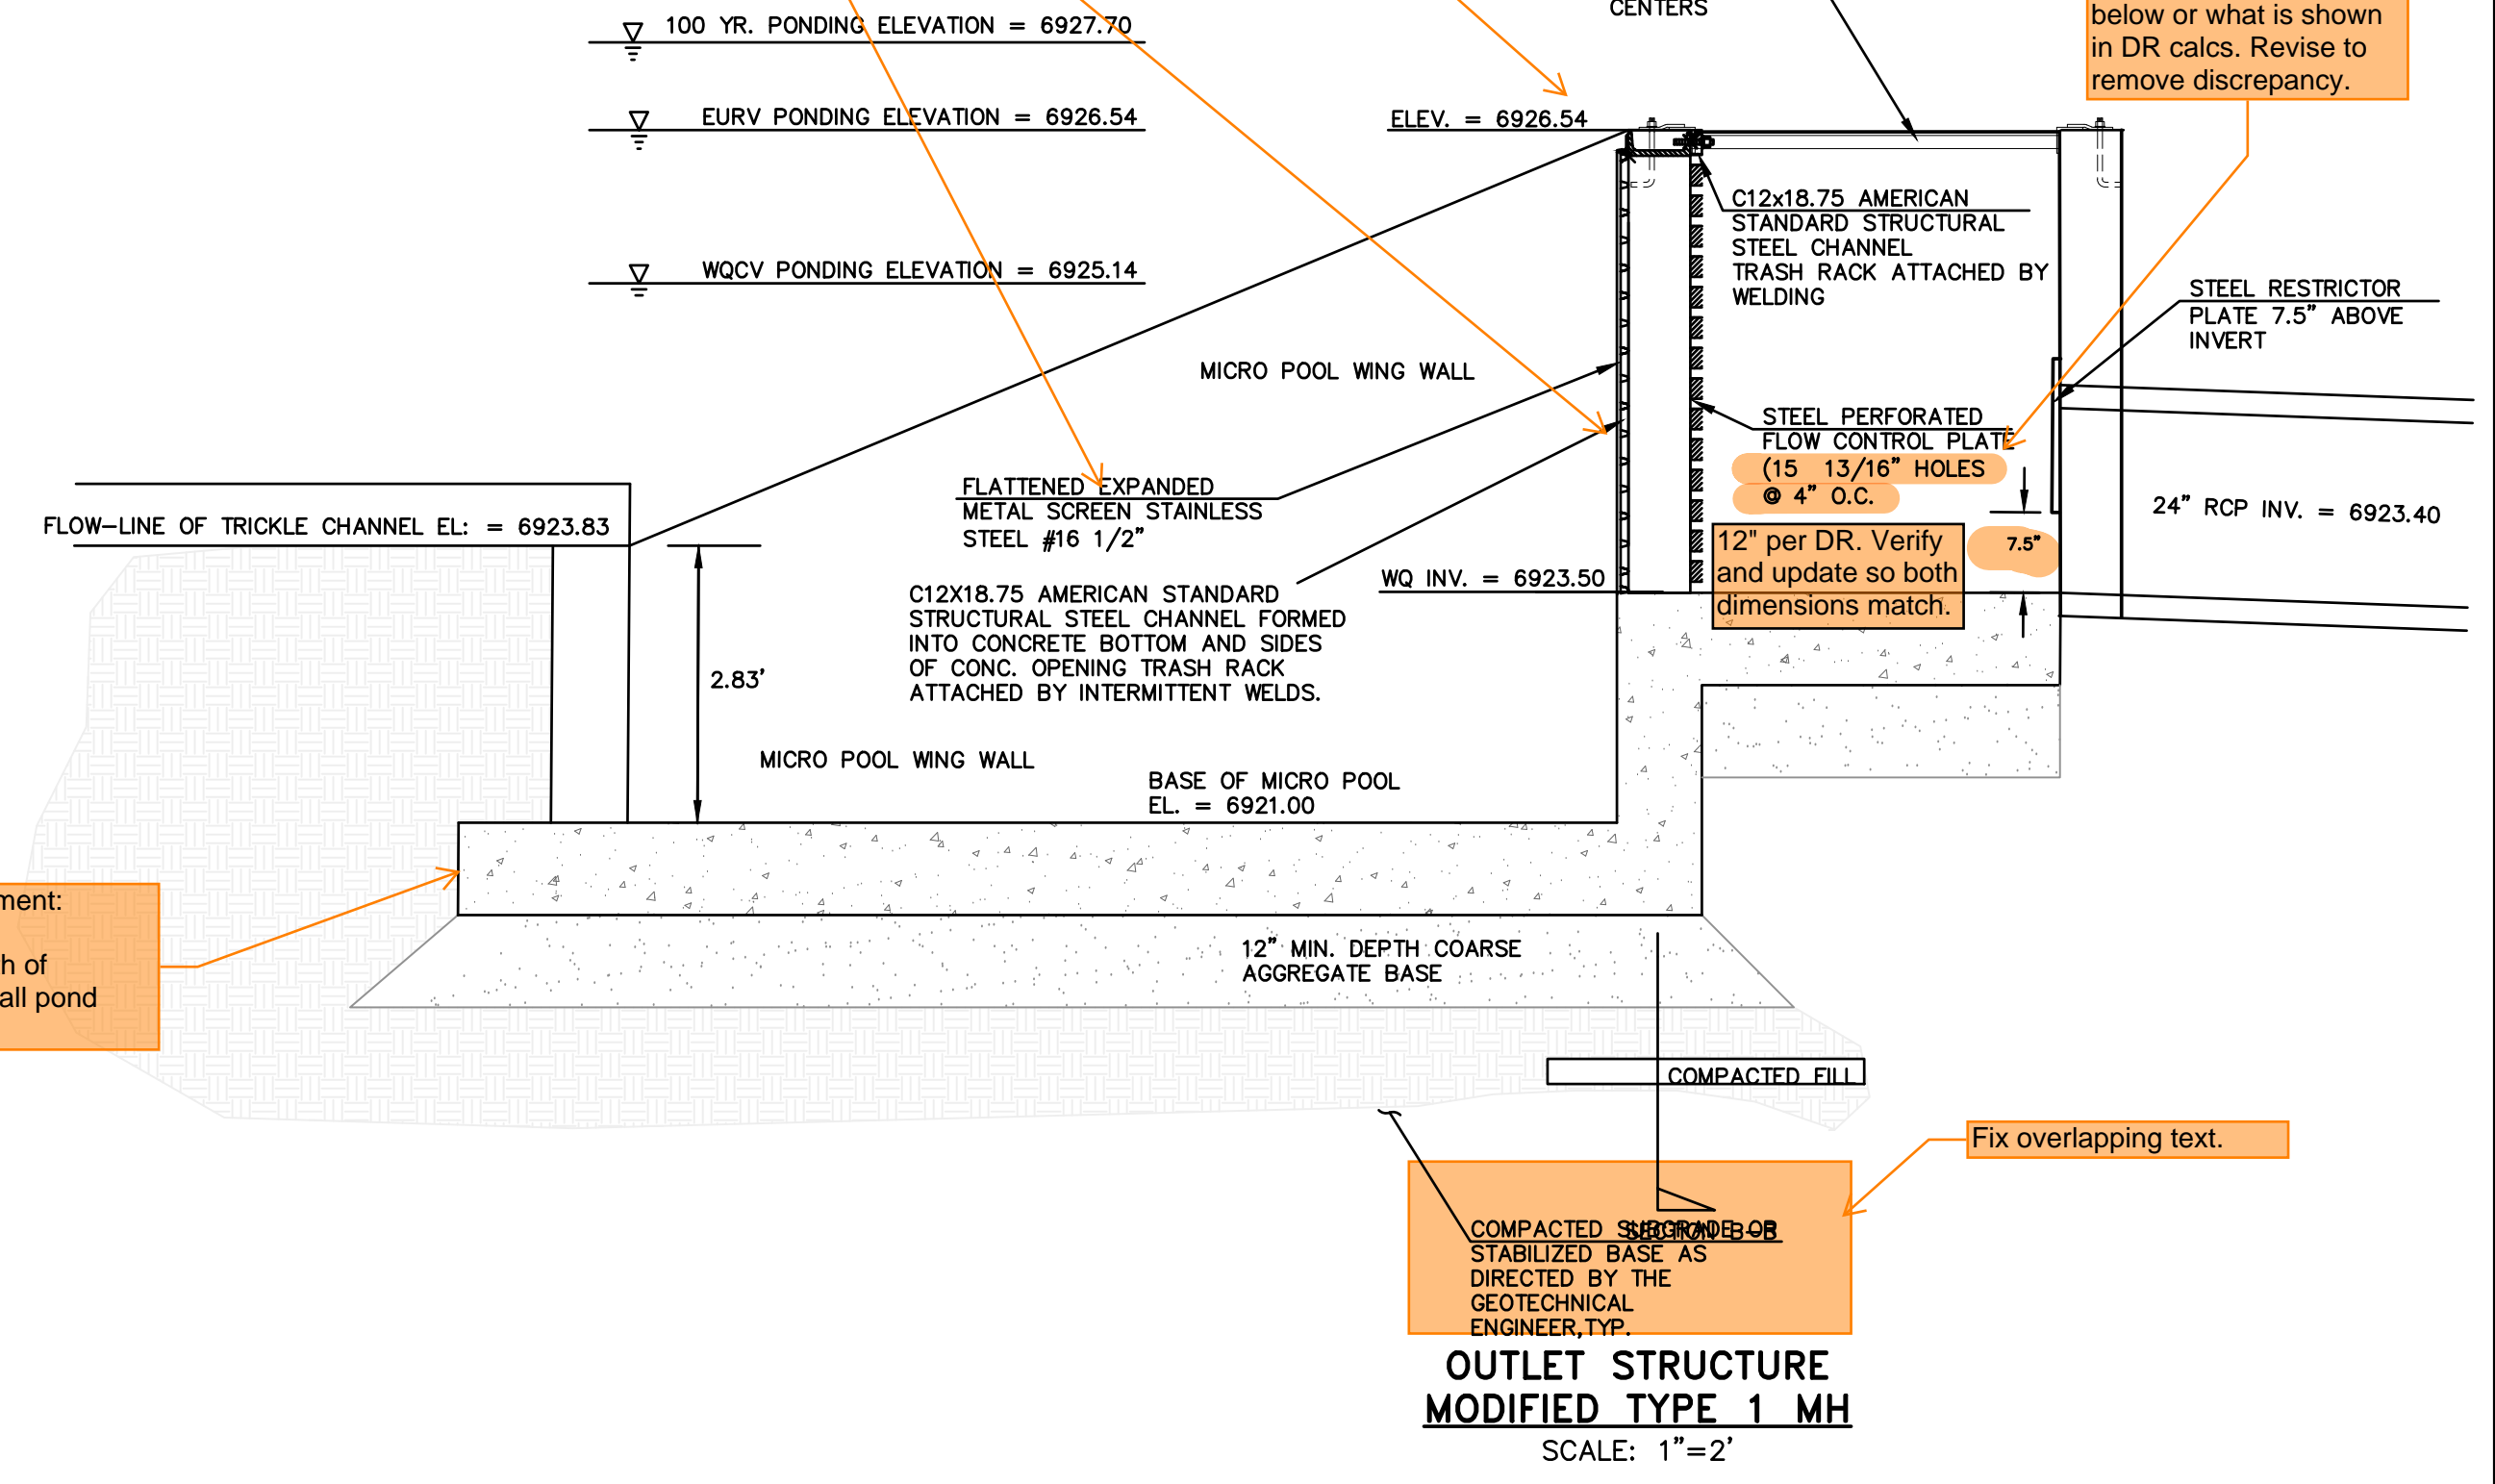 CENTERS
below or what is shown
in DR calcs. Revise to
remove discrepancy.
100 YR. PONDING ELEVATION = 6927.70
EURV PONDING ELEVATION = 6926.54
ELEV. = 6926.54
WQCV PONDING ELEVATION = 6925.14
C12x18.75 AMERICAN
STANDARD STRUCTURAL
STEEL CHANNEL
TRASH RACK ATTACHED BY
WELDING
STEEL RESTRICTOR
PLATE 7.5" ABOVE
INVERT
MICRO POOL WING WALL
STEEL PERFORATED
FLOW CONTROL PLATE
(15 13/16" HOLES
@ 4" O.C.
FLATTENED EXPANDED
METAL SCREEN STAINLESS
STEEL #16 1/2"
FLOW-LINE OF TRICKLE CHANNEL EL: = 6923.83
24" RCP INV. = 6923.40
12" per DR. Verify
and update so both
dimensions match.
7.5"
WQ INV. = 6923.50
C12X18.75 AMERICAN STANDARD
STRUCTURAL STEEL CHANNEL FORMED
INTO CONCRETE BOTTOM AND SIDES
OF CONC. OPENING TRASH RACK
ATTACHED BY INTERMITTENT WELDS.
2.83'
MICRO POOL WING WALL
BASE OF MICRO POOL
EL. = 6921.00
ment:
h of
all pond
12" MIN. DEPTH COARSE
AGGREGATE BASE
COMPACTED FILL
Fix overlapping text.
COMPACTED SUBGRADE OR
SECTION B-B
STABILIZED BASE AS
DIRECTED BY THE
GEOTECHNICAL
ENGINEER,TYP.
OUTLET STRUCTURE
MODIFIED TYPE 1 MH
SCALE: 1"=2'